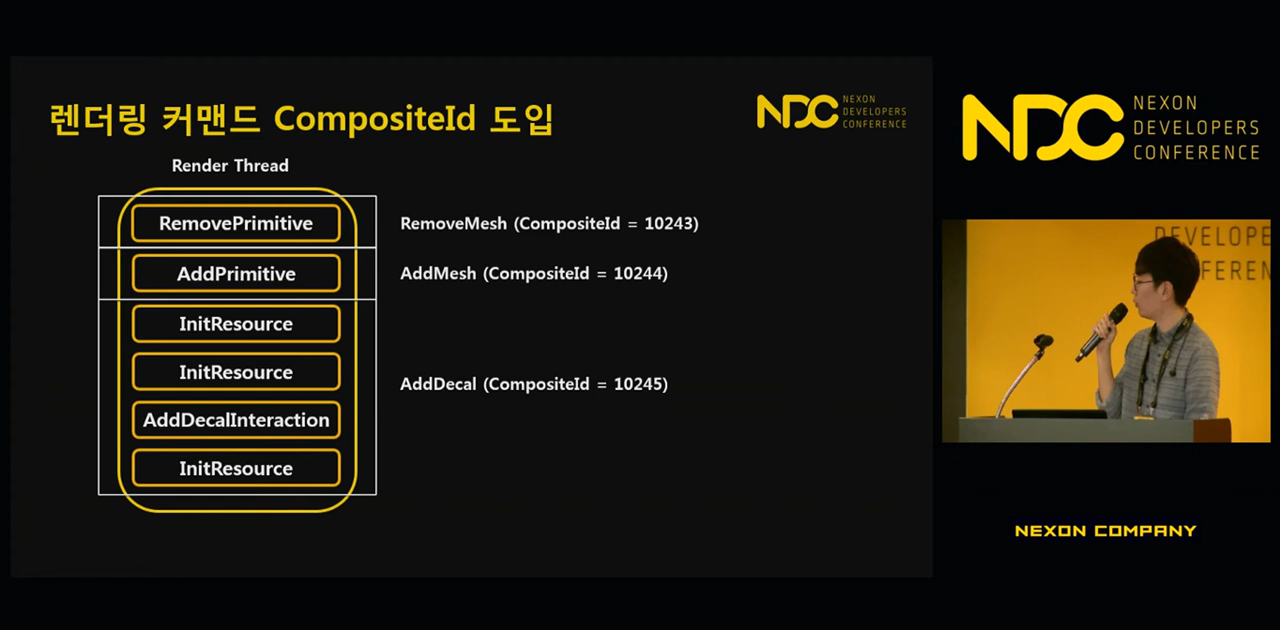 렌더링 커맨드 CompositeId 도입
NDC NEXON
DEVELOPERS
CONFERENCE
Render Thread
RemovePrimitive
RemoveMesh (CompositeId = 10243)
AddPrimitive
AddMesh (CompositeId = 10244)
InitResource
InitResource
AddDecal (CompositeId = 10245)
AddDecalInteraction
InitResource
NDC NEXON
DEVELOPERS
CONFERENCE
NEXON COMPANY